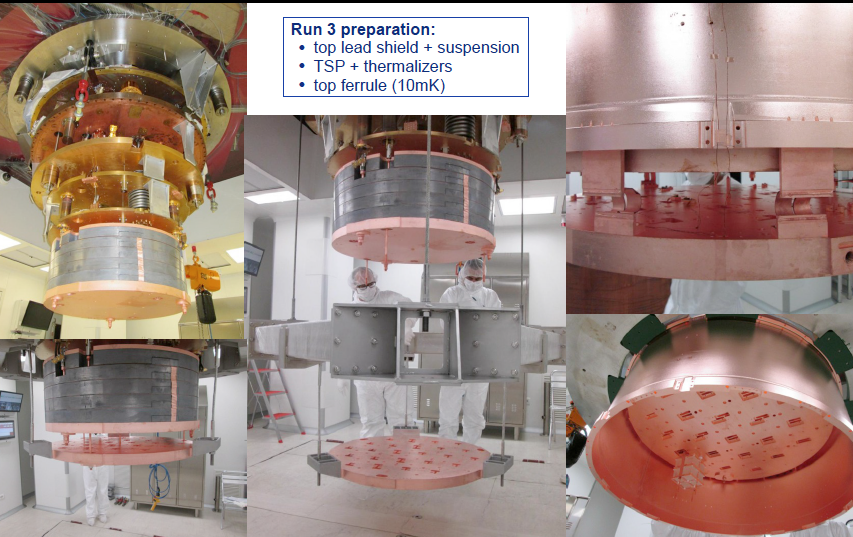 Run 3 preparation:
• top lead shield + suspension
• TSP + thermalizers
• top ferrule (10mK)